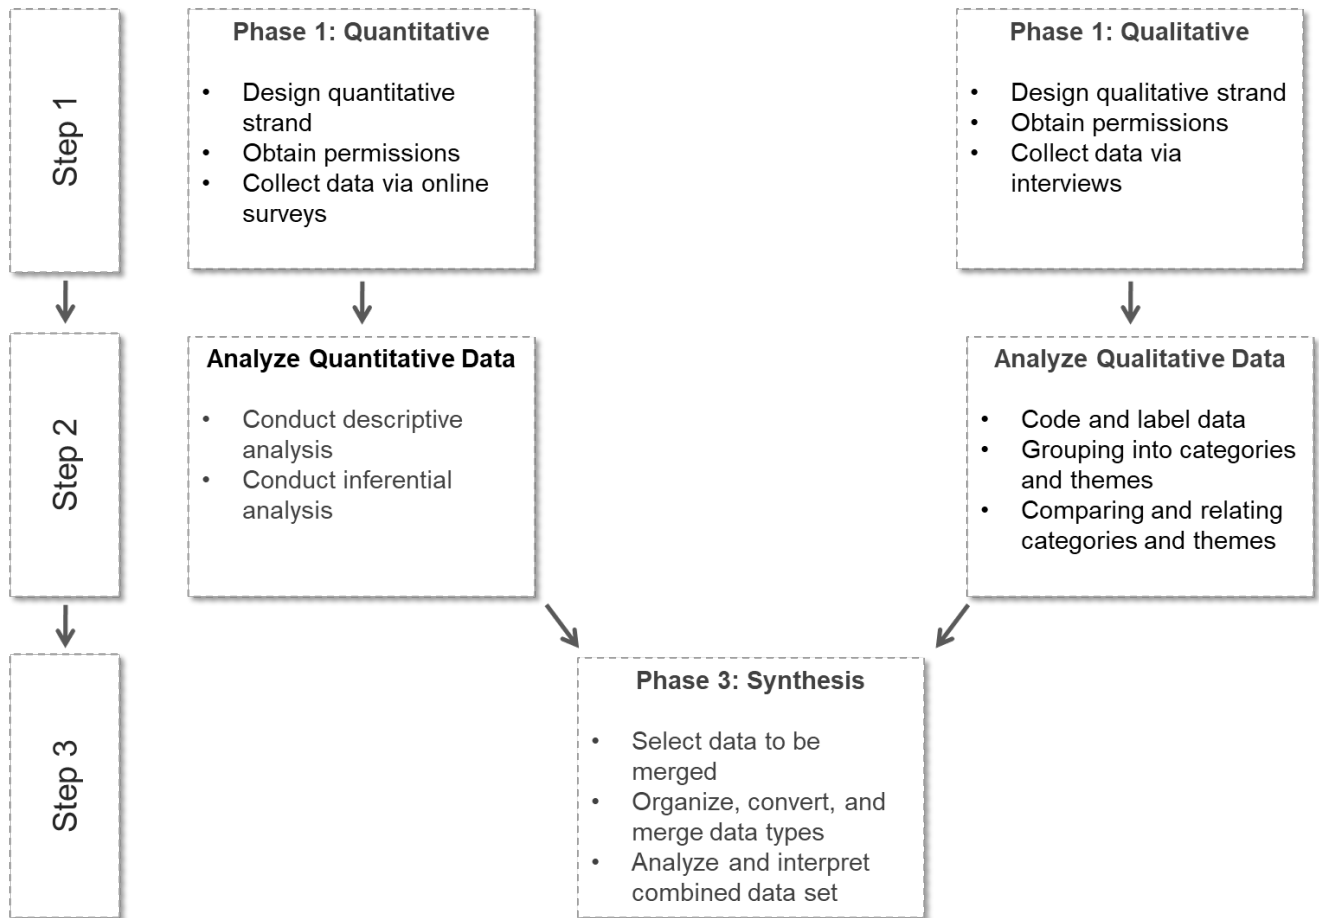 Step 1
Phase 1: Quantitative
• Design quantitative
strand
• Obtain permissions
• Collect data via online
surveys
Phase 1: Qualitative
• Design qualitative strand
• Obtain permissions
• Collect data via
interviews
Step 2
Analyze Quantitative Data
• Conduct descriptive
analysis
• Conduct inferential
analysis
Analyze Qualitative Data
• Code and label data
• Grouping into categories
and themes
• Comparing and relating
categories and themes
Step 3
Phase 3: Synthesis
• Select data to be
merged
• Organize, convert, and
merge data types
• Analyze and interpret
combined data set